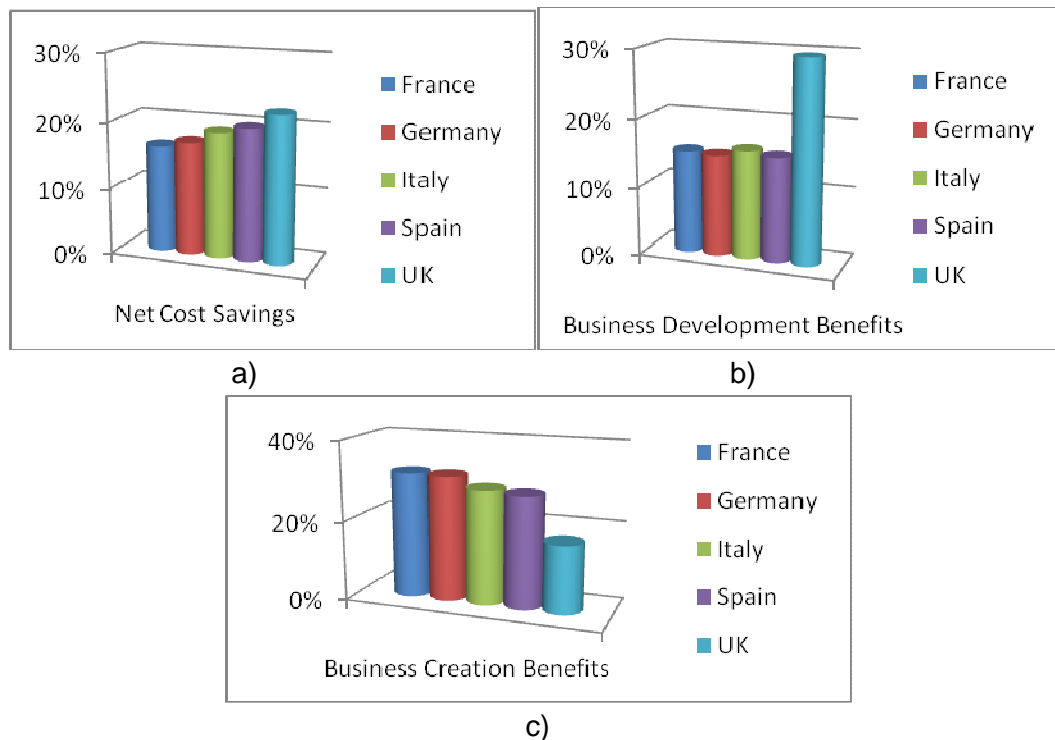 30%
20%
10%
0%
France
Germany
Italy
Spain
UK
Net Cost Savings
a)
30%
20%
10%
0%
France
Germany
Italy
Spain
UK
Business Development Benefits
b)
40%
20%
0%
France
Germany
Italy
Spain
UK
Business Creation Benefits
c)